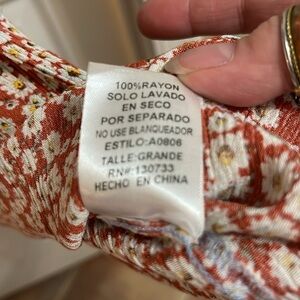 100%RAYON
SOLO LAVADO
EN SECO
POR SEPARADO
NO USE BLANQUEADOR
ESTILO:A0806
TALLE:GRANDE
RN#:130733
HECHO EN CHINA